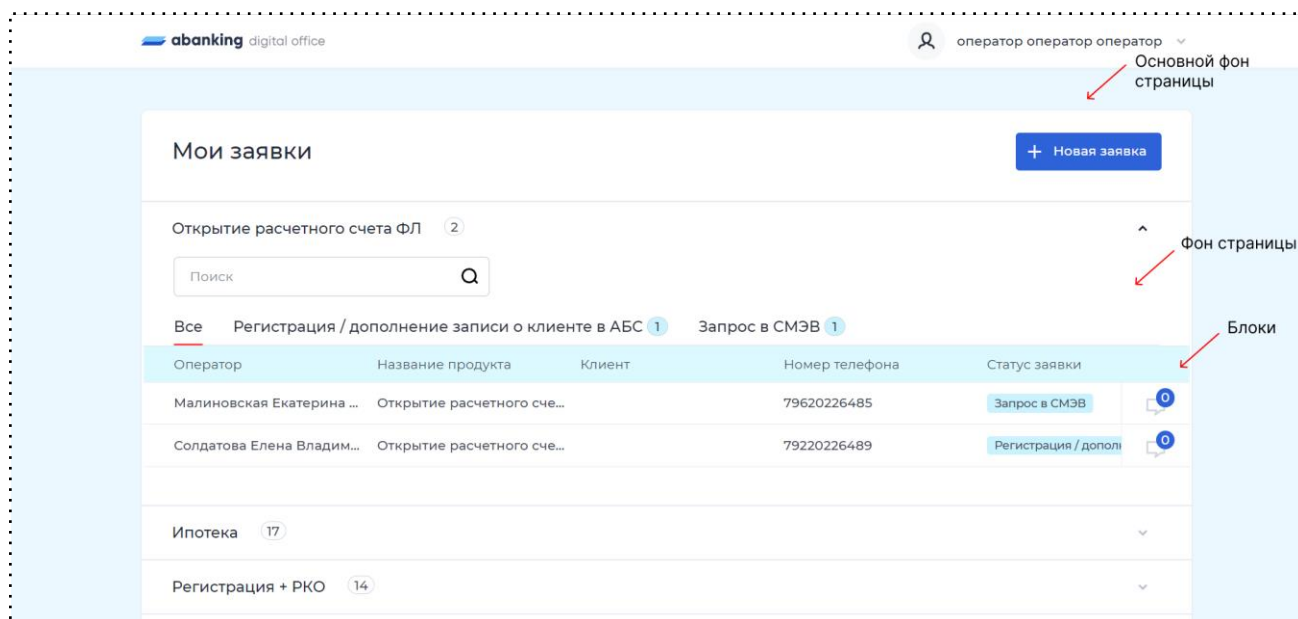 abanking digital office
оператор оператор оператор
Основной фон
страницы
Мои заявки
+ Новая заявка
Открытие расчетного счета ФЛ 2
Фон страницы
Поиск
Все Регистрация / дополнение записи о клиенте в АБС 1 Запрос в СМЭВ 1
Блоки
Оператор Название продукта Клиент Номер телефона Статус заявки
Малиновская Екатерина ... Открытие расчетного сче... 79620226485 Запрос в СМЭВ 0
Солдатова Елена Владим... Открытие расчетного сче... 79220226489 Регистрация / дополн 0
Ипотека 17
Регистрация + РКО 14